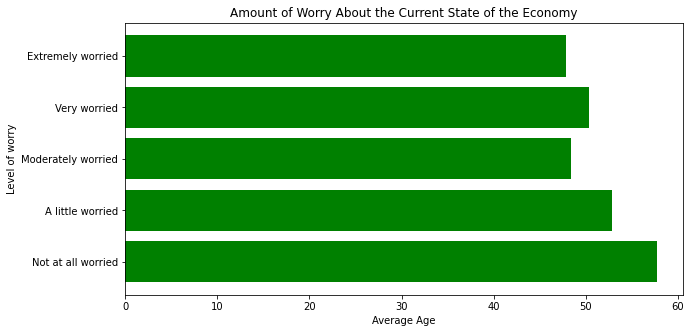 Amount of Worry About the Current State of the Economy
Level of worry
Extremely worried
Very worried
Moderately worried
A little worried
Not at all worried
0 10 20 30 40 50 60
Average Age